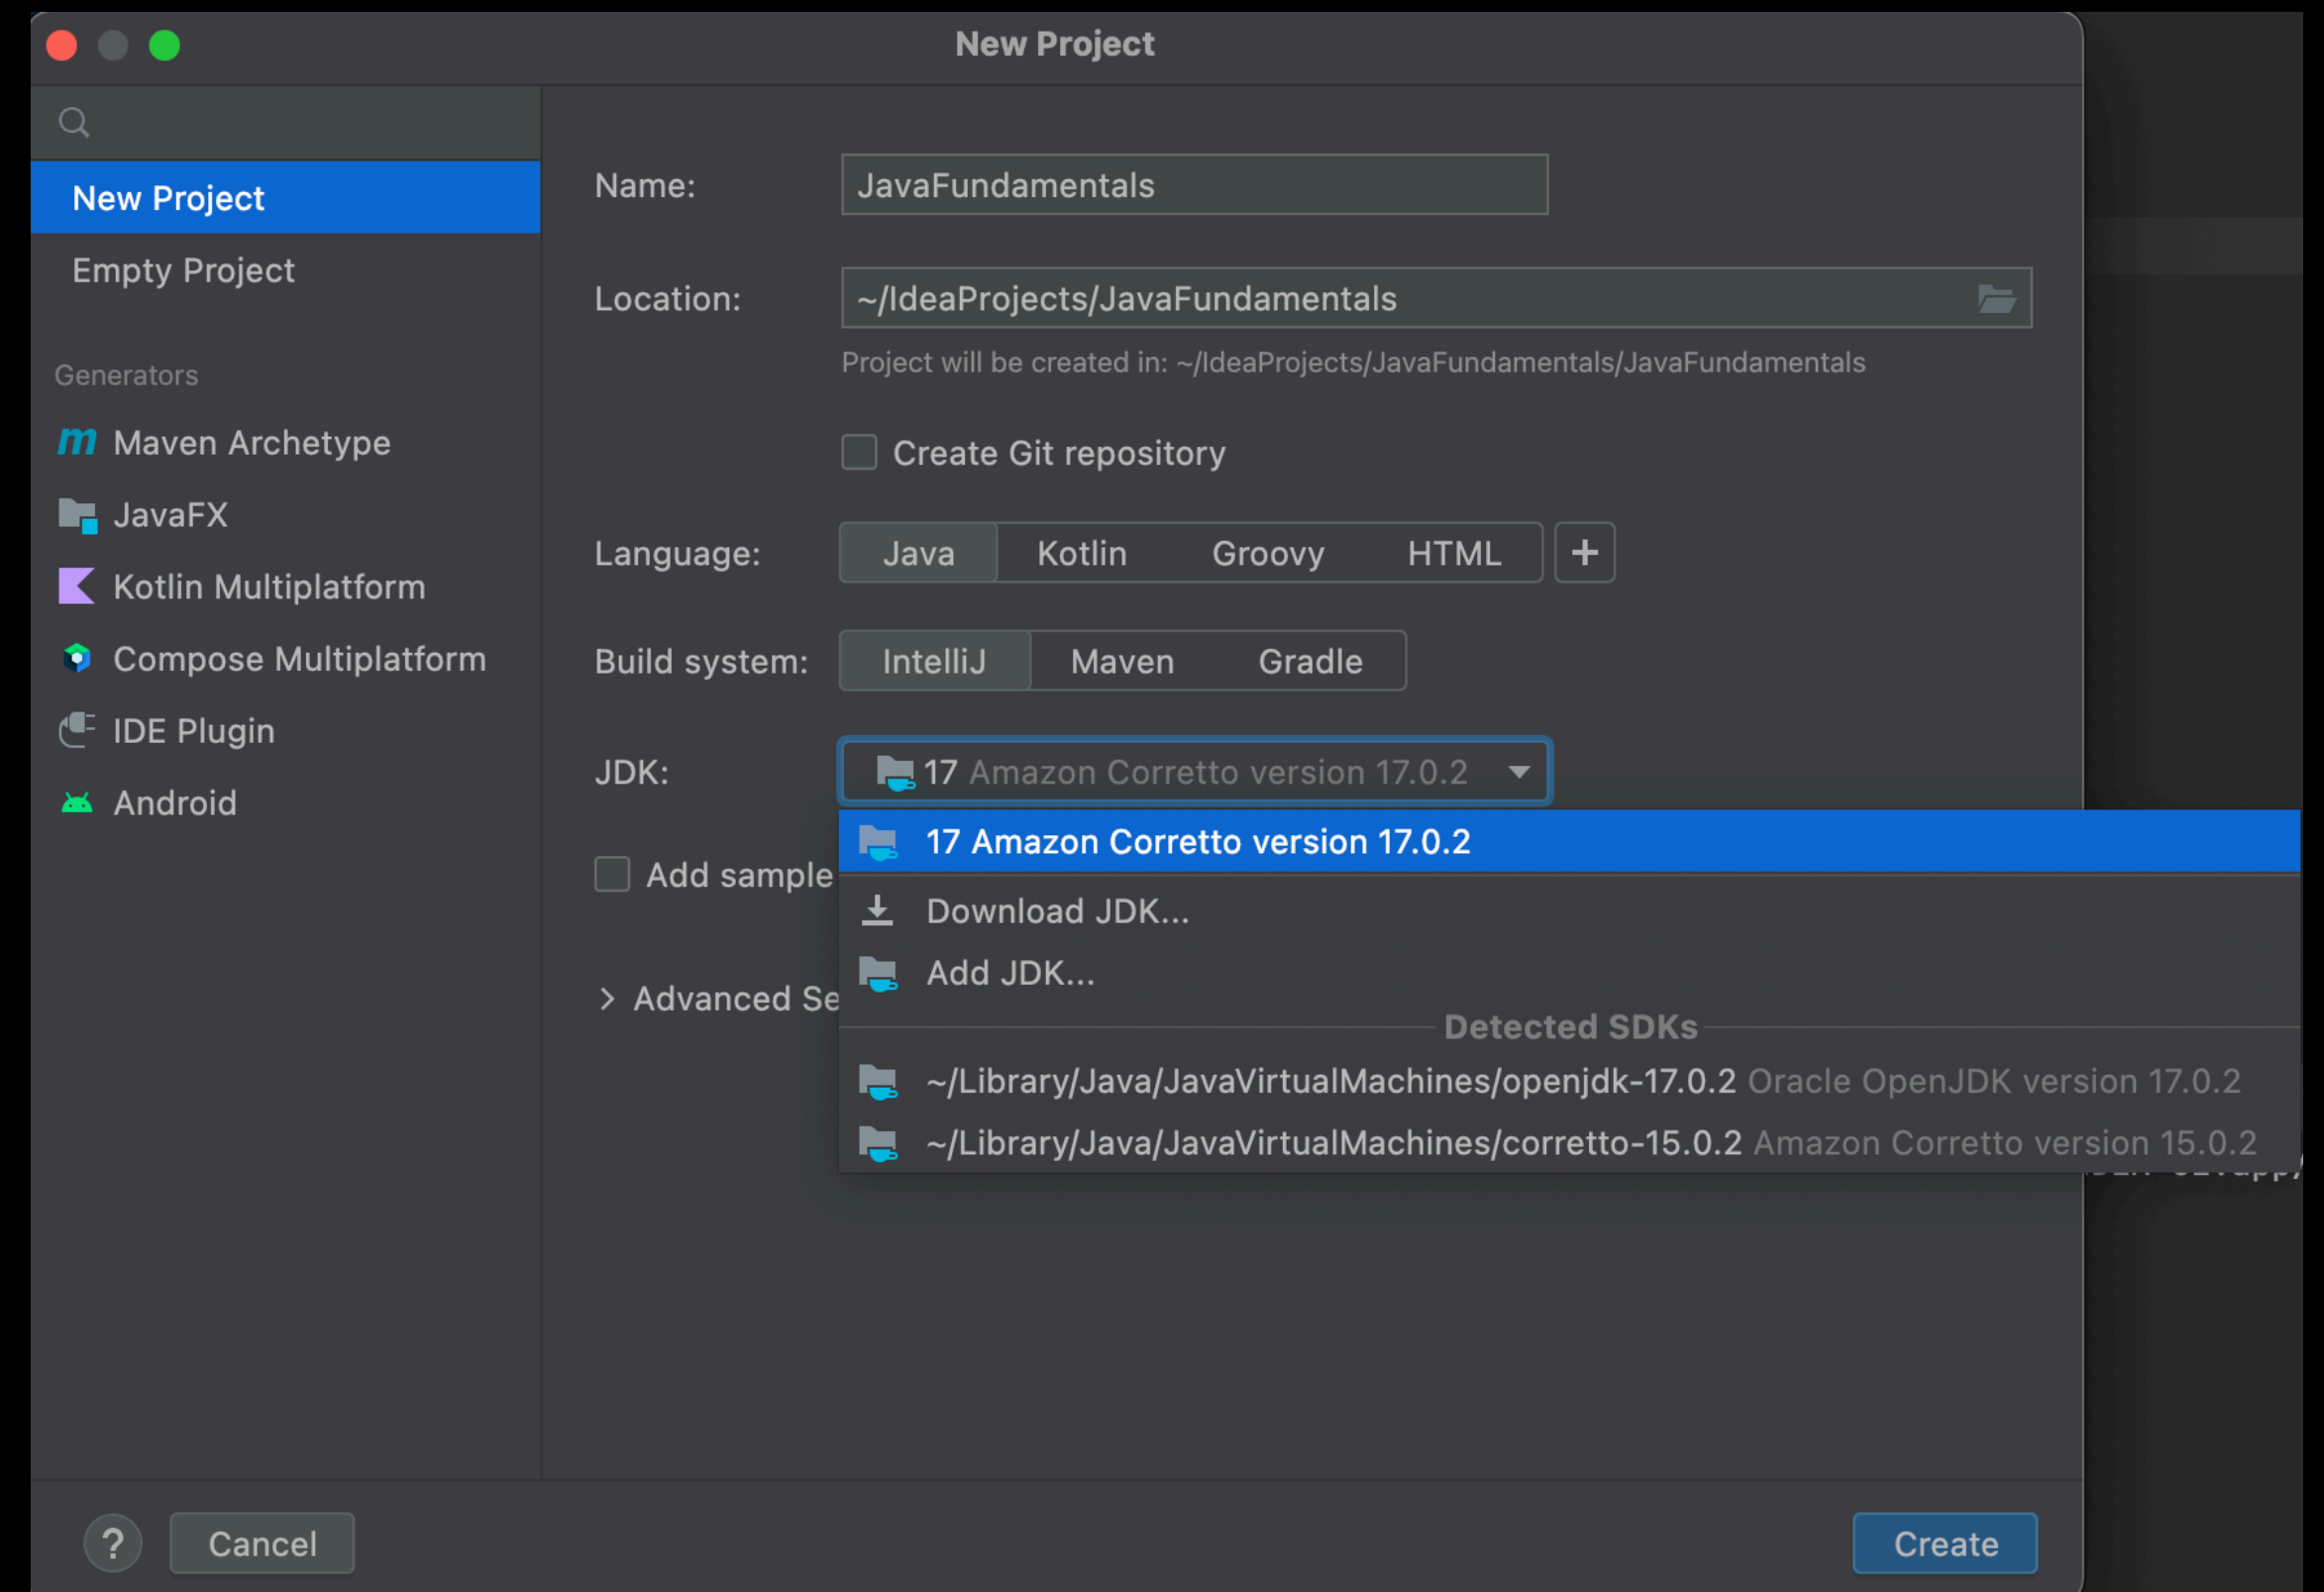 New Project
New Project
Empty Project
Generators
m Maven Archetype
JavaFX
Kotlin Multiplatform
Compose Multiplatform
IDE Plugin
Android
Name: JavaFundamentals
Location: ~/IdeaProjects/JavaFundamentals
Project will be created in: ~/IdeaProjects/JavaFundamentals/JavaFundamentals
Create Git repository
Language: Java Kotlin Groovy HTML +
Build system: IntelliJ Maven Gradle
JDK: 17 Amazon Corretto version 17.0.2
17 Amazon Corretto version 17.0.2
Add sample
Download JDK...
Add JDK...
Advanced Se
Detected SDKs
~/Library/Java/JavaVirtualMachines/openjdk-17.0.2 Oracle OpenJDK version 17.0.2
~/Library/Java/JavaVirtualMachines/corretto-15.0.2 Amazon Corretto version 15.0.2
? Cancel Create